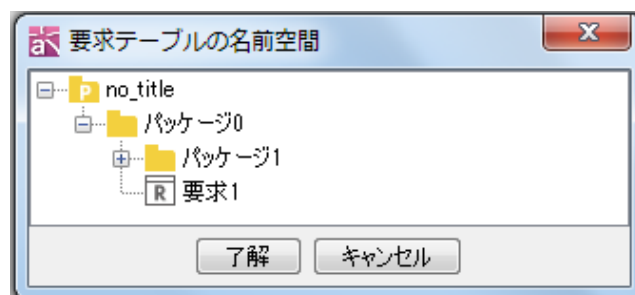 要求テーブルの名前空間
no_title
パッケージ0
パッケージ1
要求1
了解 キャンセル